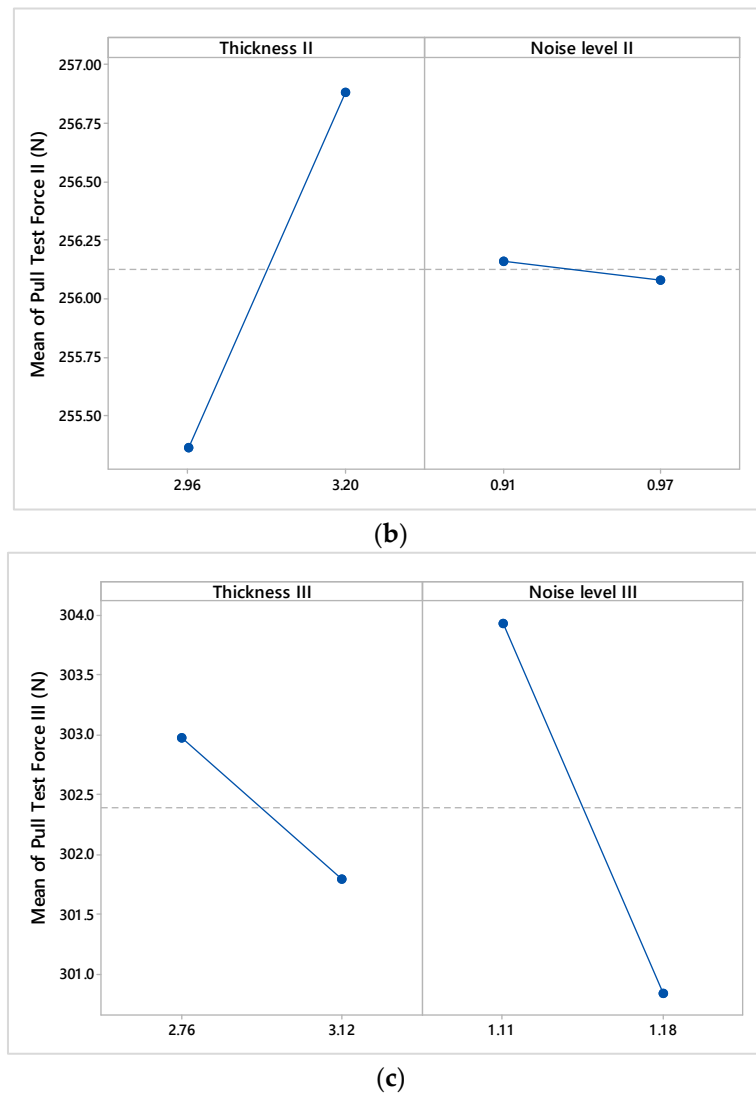 Thickness II Noise level II
257.00
256.75
256.50
256.25
256.00
255.75
255.50
Mean of Pull Test Force II (N)
2.96 3.20 0.91 0.97
(b)
Thickness III Noise level III
304.0
303.5
303.0
302.5
302.0
301.5
301.0
Mean of Pull Test Force III (N)
2.76 3.12 1.11 1.18
(c)